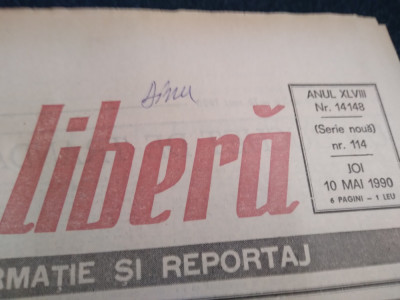 Dinu
liberă
ANUL XLVIII
Nr. 14148
(Serie nouă)
nr. 114
JOI
10 MAI 1990
6 PAGINI — 1 LEU
RMAȚIE ȘI REPORTAJ